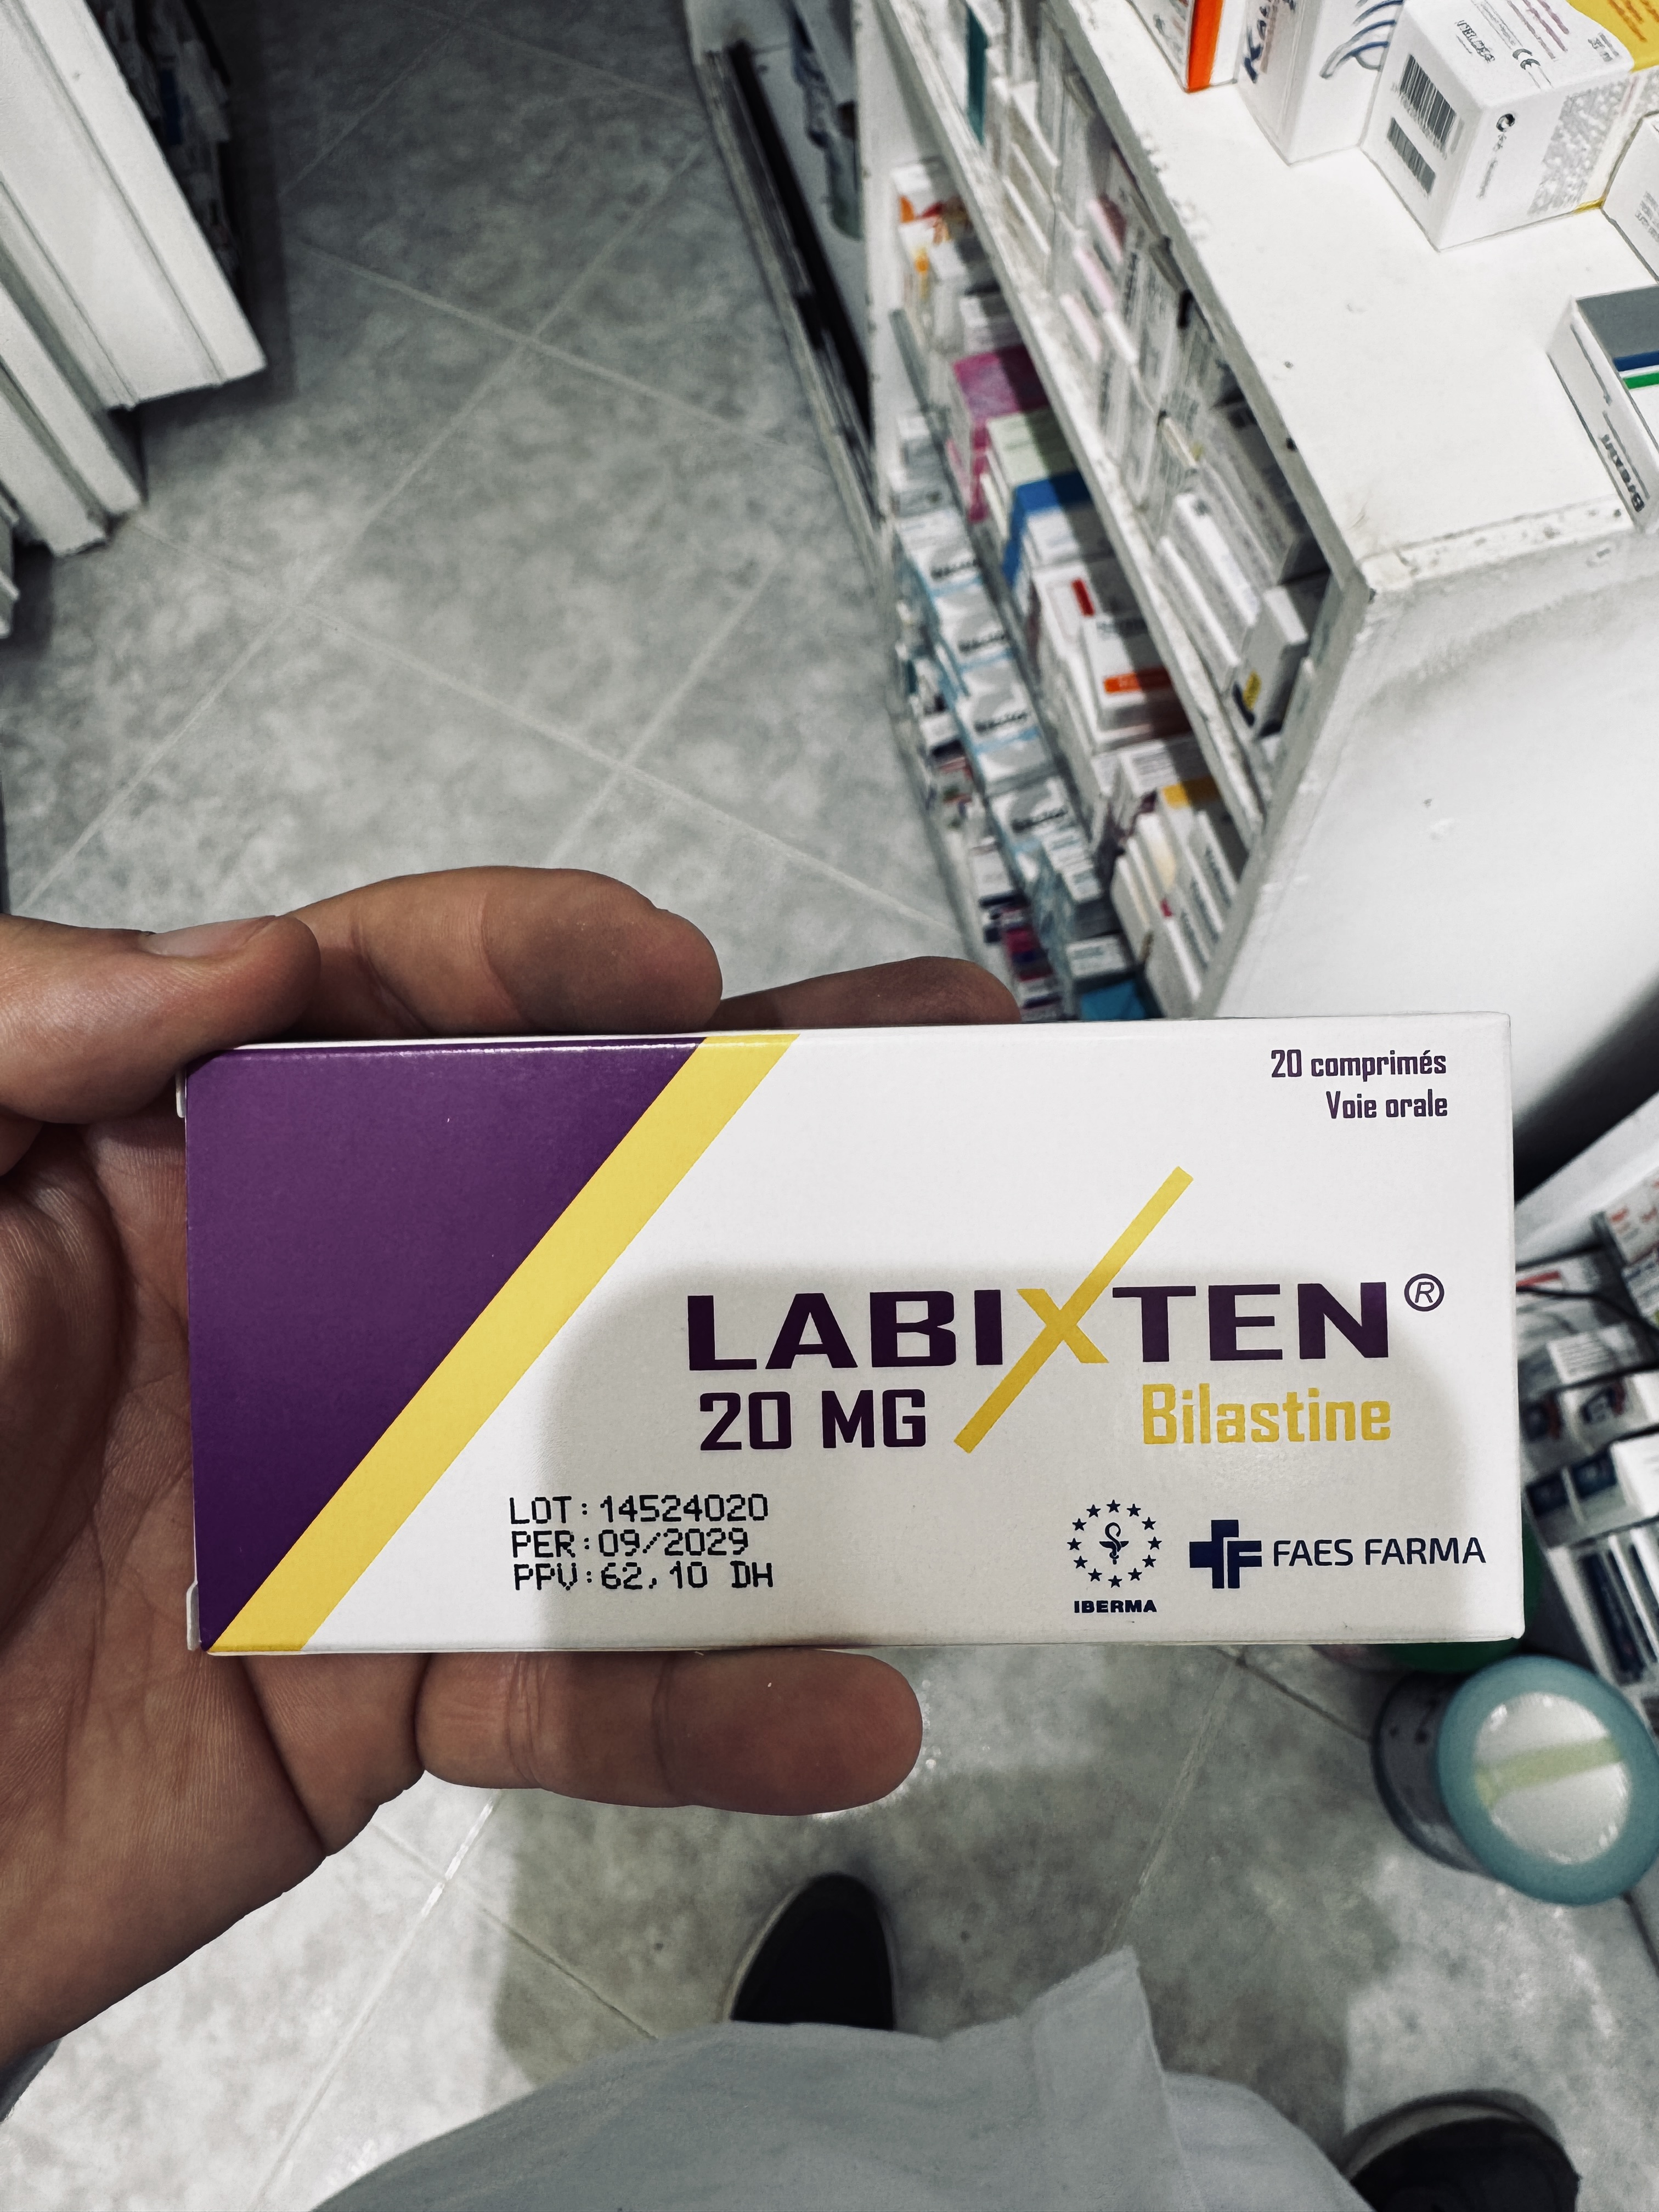 20 comprimés
Voie orale
LABIXTEN®
20 MG Bilastine
LOT:14524020
PER:09/2029
PPV:62,10 DH
IBERMA
FAES FARMA